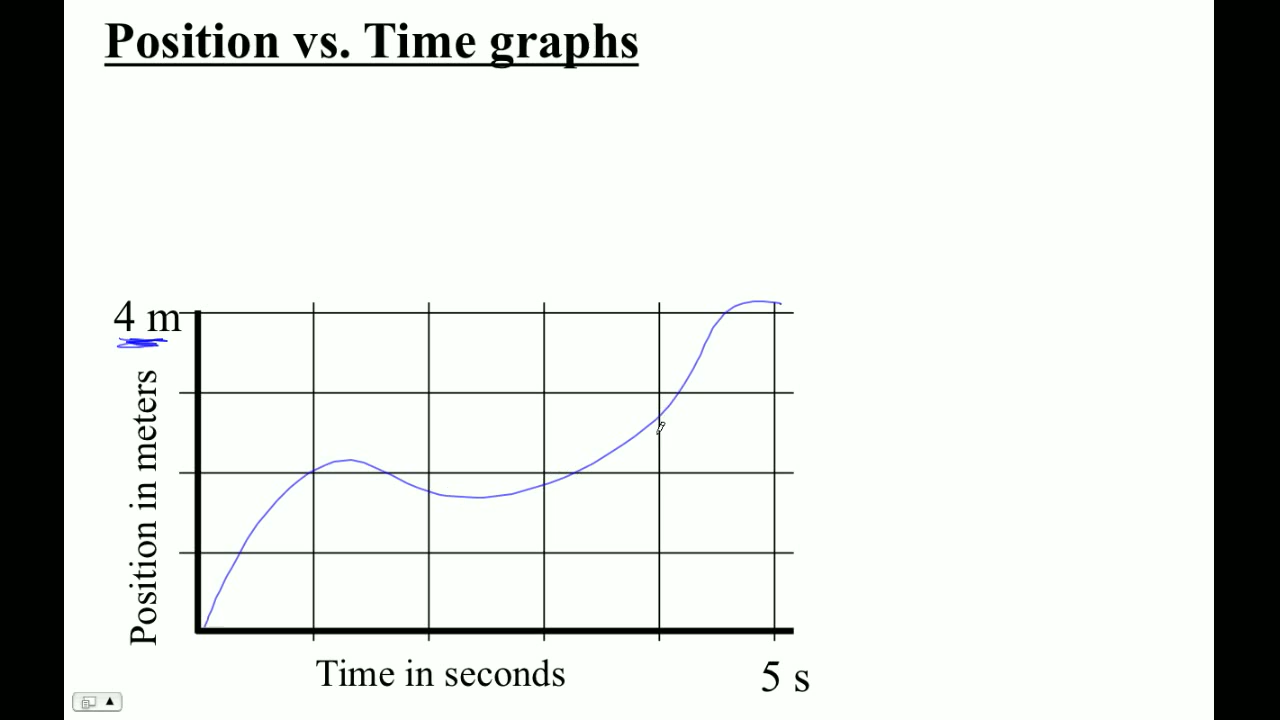 Position vs. Time graphs
4 m
Position in meters
Time in seconds
5 s